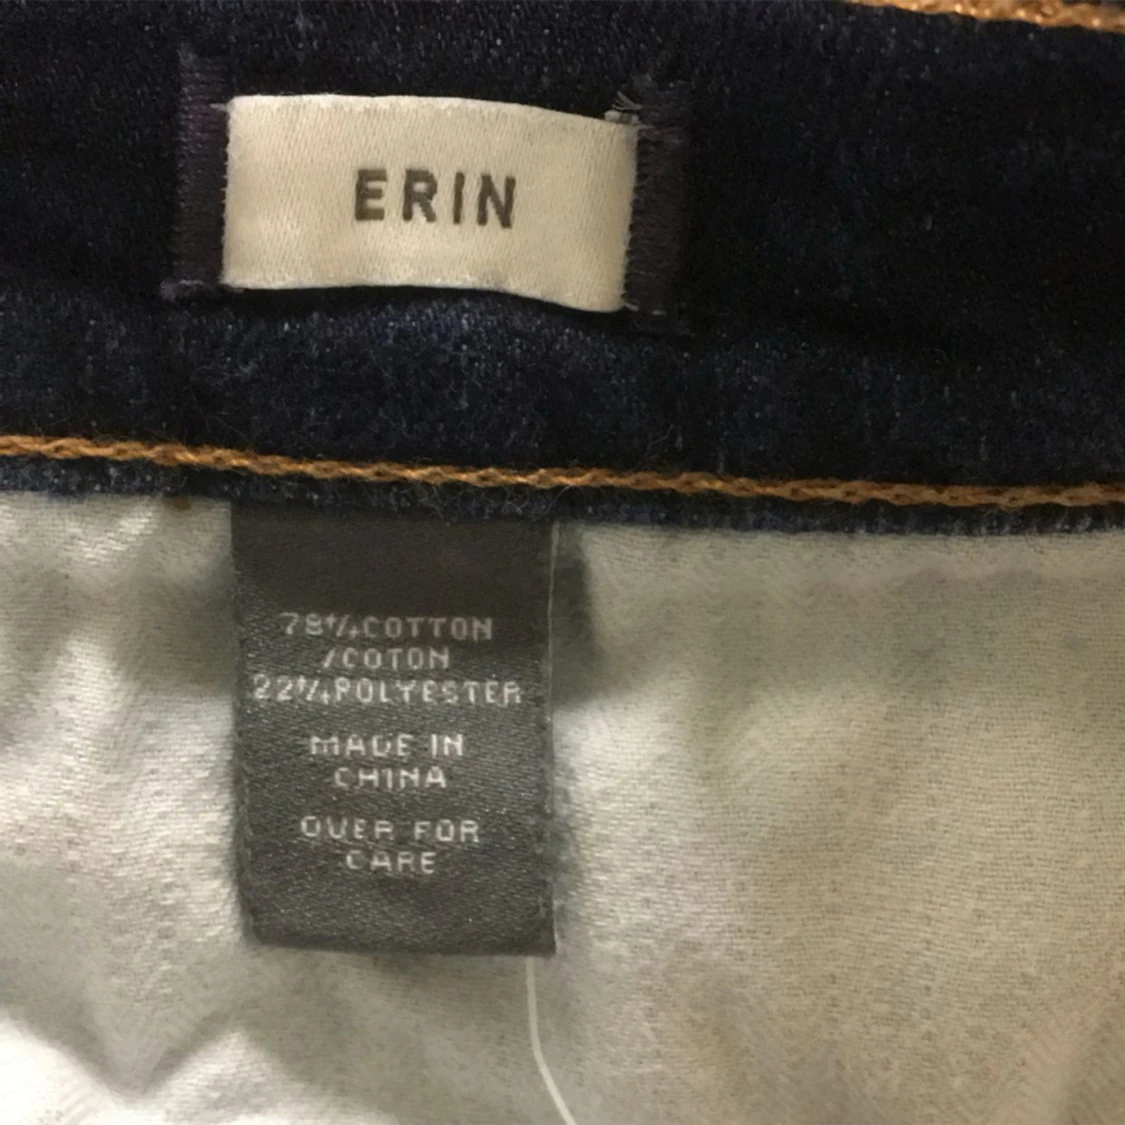 ERIN
78%COTTON
/COTON
22%POLYESTER
MADE IN
CHINA
OVER FOR
CARE